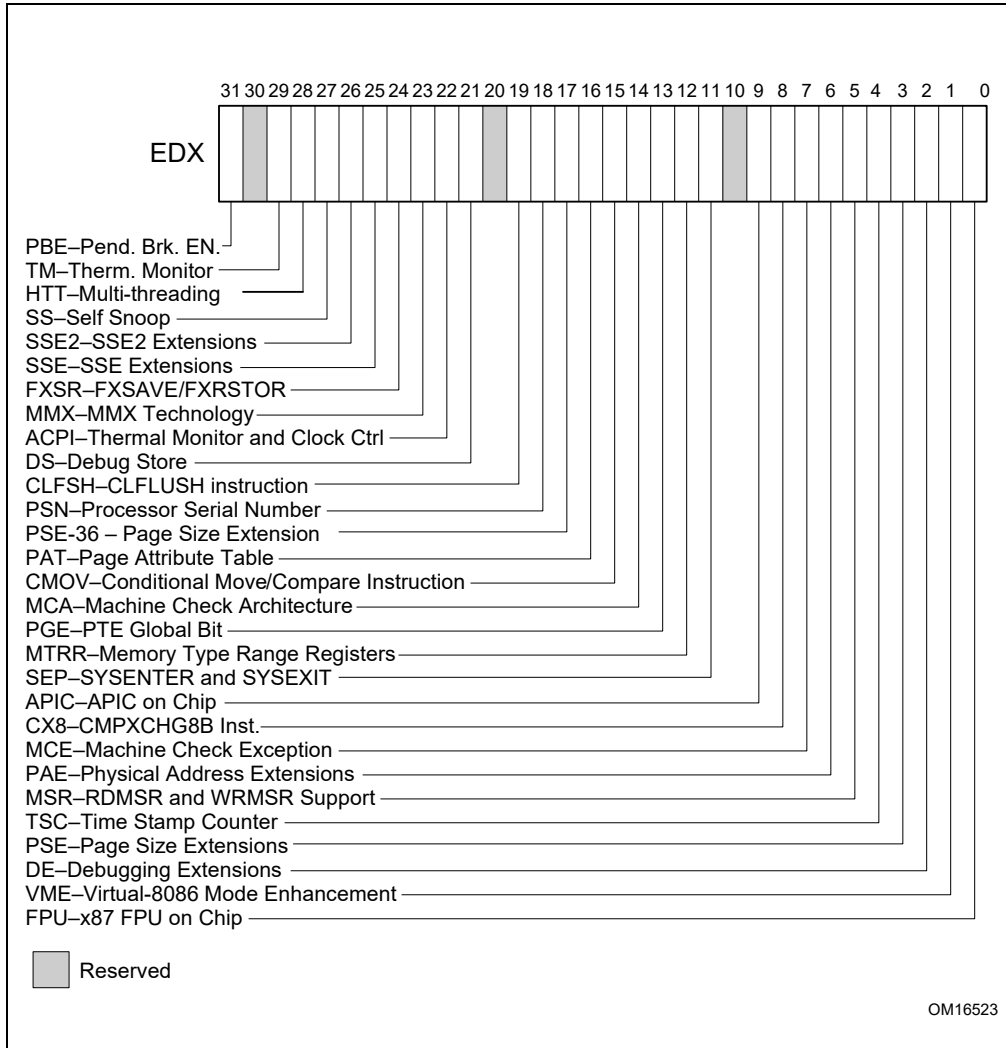 31 30 29 28 27 26 25 24 23 22 21 20 19 18 17 16 15 14 13 12 11 10 9 8 7 6 5 4 3 2 1 0
EDX
PBE–Pend. Brk. EN.
TM–Therm. Monitor
HTT–Multi-threading
SS–Self Snoop
SSE2–SSE2 Extensions
SSE–SSE Extensions
FXSR–FXSAVE/FXRSTOR
MMX–MMX Technology
ACPI–Thermal Monitor and Clock Ctrl
DS–Debug Store
CLFSH–CLFLUSH instruction
PSN–Processor Serial Number
PSE-36 – Page Size Extension
PAT–Page Attribute Table
CMOV–Conditional Move/Compare Instruction
MCA–Machine Check Architecture
PGE–PTE Global Bit
MTRR–Memory Type Range Registers
SEP–SYSENTER and SYSEXIT
APIC–APIC on Chip
CX8–CMPXCHG8B Inst.
MCE–Machine Check Exception
PAE–Physical Address Extensions
MSR–RDMSR and WRMSR Support
TSC–Time Stamp Counter
PSE–Page Size Extensions
DE–Debugging Extensions
VME–Virtual-8086 Mode Enhancement
FPU–x87 FPU on Chip
Reserved
OM16523